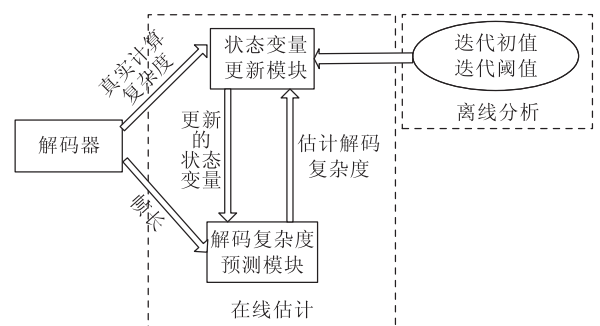 真实计算
复杂度
状态变量
更新模块
迭代初值
迭代阈值
离线分析
解码器
更新
的
状态
变量
估计解码
复杂度
帧长
解码复杂度
预测模块
在线估计